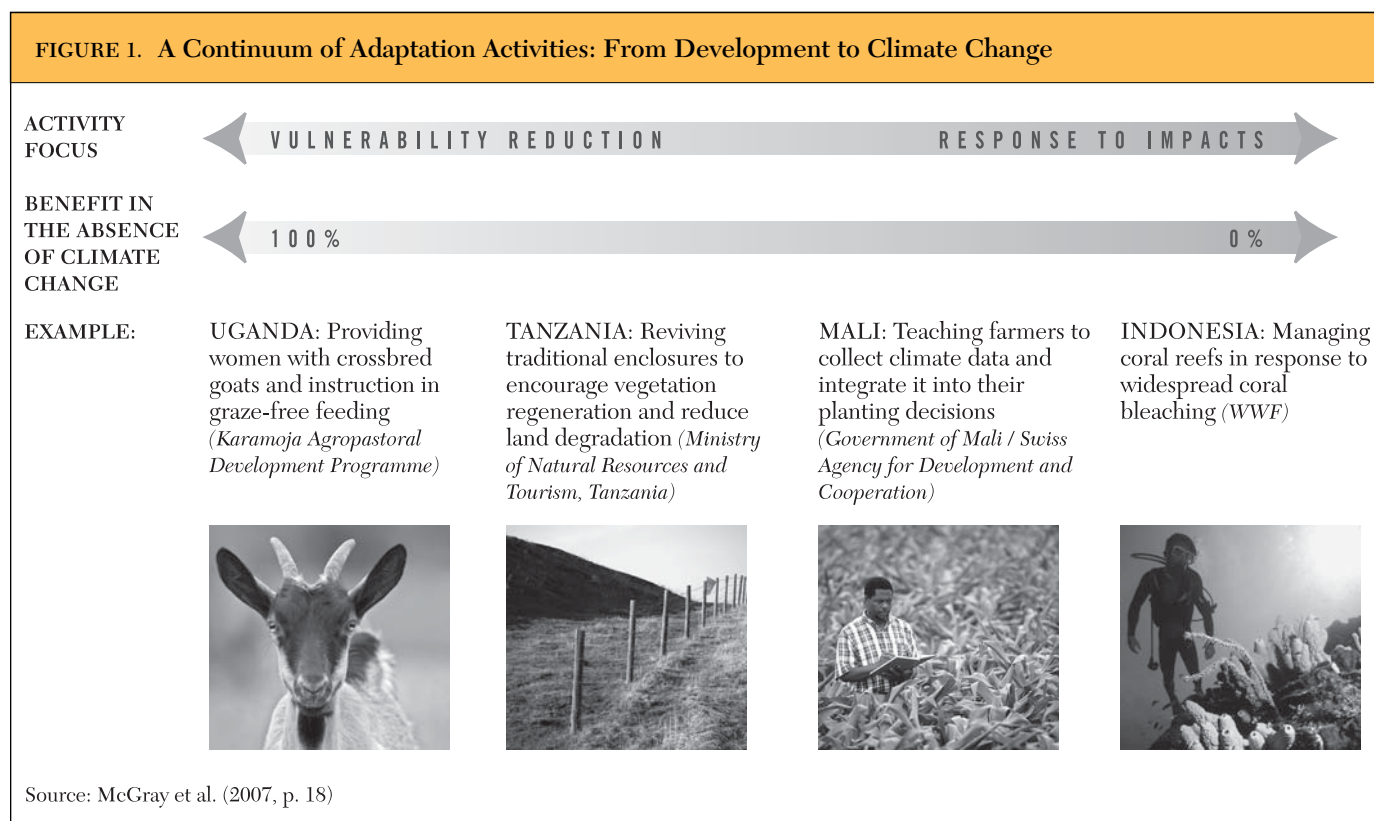 FIGURE 1. A Continuum of Adaptation Activities: From Development to Climate Change
ACTIVITY
FOCUS
VULNERABILITY REDUCTION
RESPONSE TO IMPACTS
BENEFIT IN
THE ABSENCE
OF CLIMATE
CHANGE
100%
0%
EXAMPLE:
UGANDA: Providing
women with crossbred
goats and instruction in
graze-free feeding
(Karamoja Agropastoral
Development Programme)
TANZANIA: Reviving
traditional enclosures to
encourage vegetation
regeneration and reduce
land degradation (Ministry
of Natural Resources and
Tourism, Tanzania)
MALI: Teaching farmers to
collect climate data and
integrate it into their
planting decisions
(Government of Mali / Swiss
Agency for Development and
Cooperation)
INDONESIA: Managing
coral reefs in response to
widespread coral
bleaching (WWF)
Source: McGray et al. (2007, p. 18)